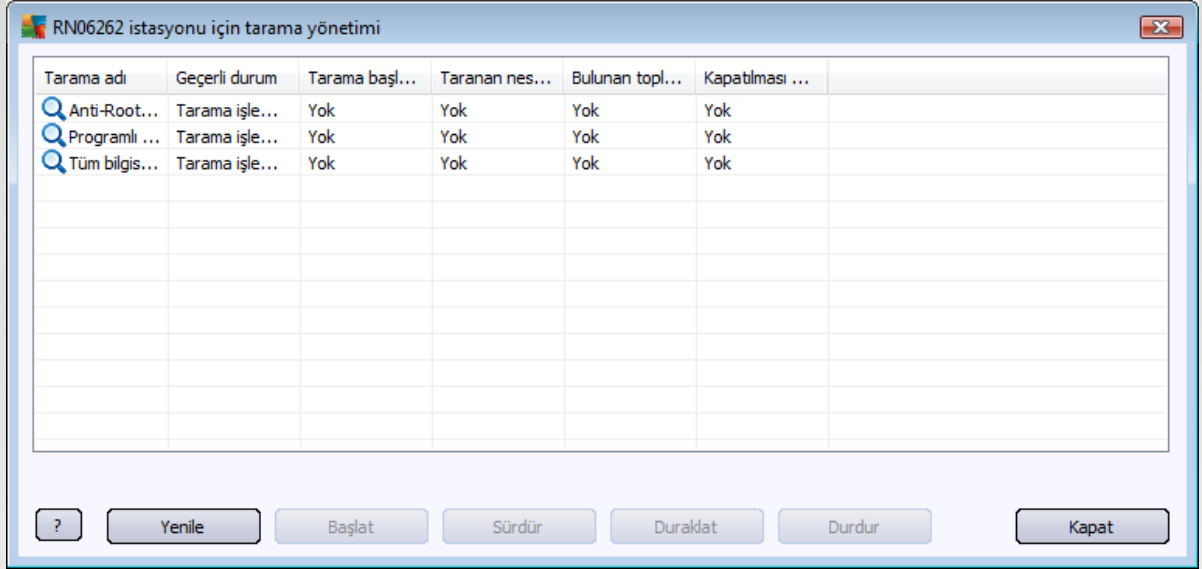 RN06262 istasyonu için tarama yönetimi
Tarama adı Geçerli durum Tarama başl... Taranan nes... Bulunan topl... Kapatılması ...
Anti-Root... Tarama işle... Yok Yok Yok Yok
Programlı ... Tarama işle... Yok Yok Yok Yok
Tüm bilgis... Tarama işle... Yok Yok Yok Yok
? Yenile Başlat Sürdür Duraklat Durdur Kapat